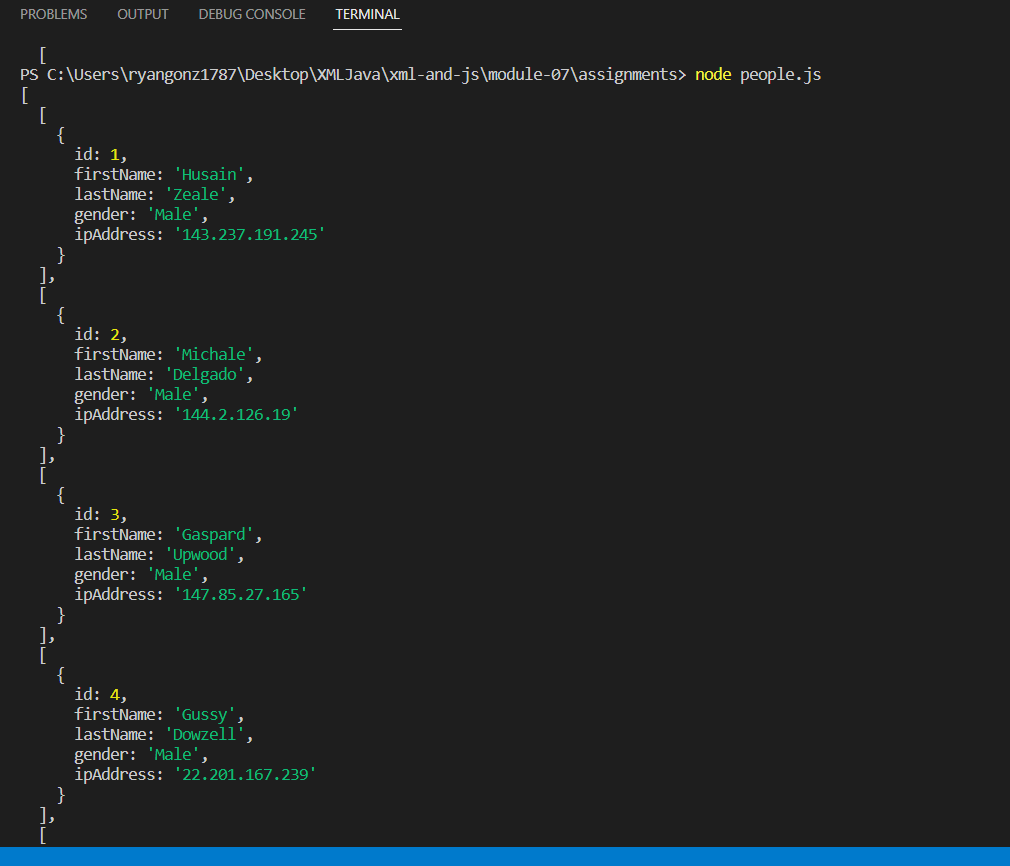 PROBLEMS OUTPUT DEBUG CONSOLE TERMINAL
[
PS C:\Users\ryangonz1787\Desktop\XMLJava\xml-and-js\module-07\assignments> node people.js
[
  [
    {
      id: 1,
      firstName: 'Husain',
      lastName: 'Zeale',
      gender: 'Male',
      ipAddress: '143.237.191.245'
    }
  ],
  [
    {
      id: 2,
      firstName: 'Michale',
      lastName: 'Delgado',
      gender: 'Male',
      ipAddress: '144.2.126.19'
    }
  ],
  [
    {
      id: 3,
      firstName: 'Gaspard',
      lastName: 'Upwood',
      gender: 'Male',
      ipAddress: '147.85.27.165'
    }
  ],
  [
    {
      id: 4,
      firstName: 'Gussy',
      lastName: 'Dowzell',
      gender: 'Male',
      ipAddress: '22.201.167.239'
    }
  ],
  [